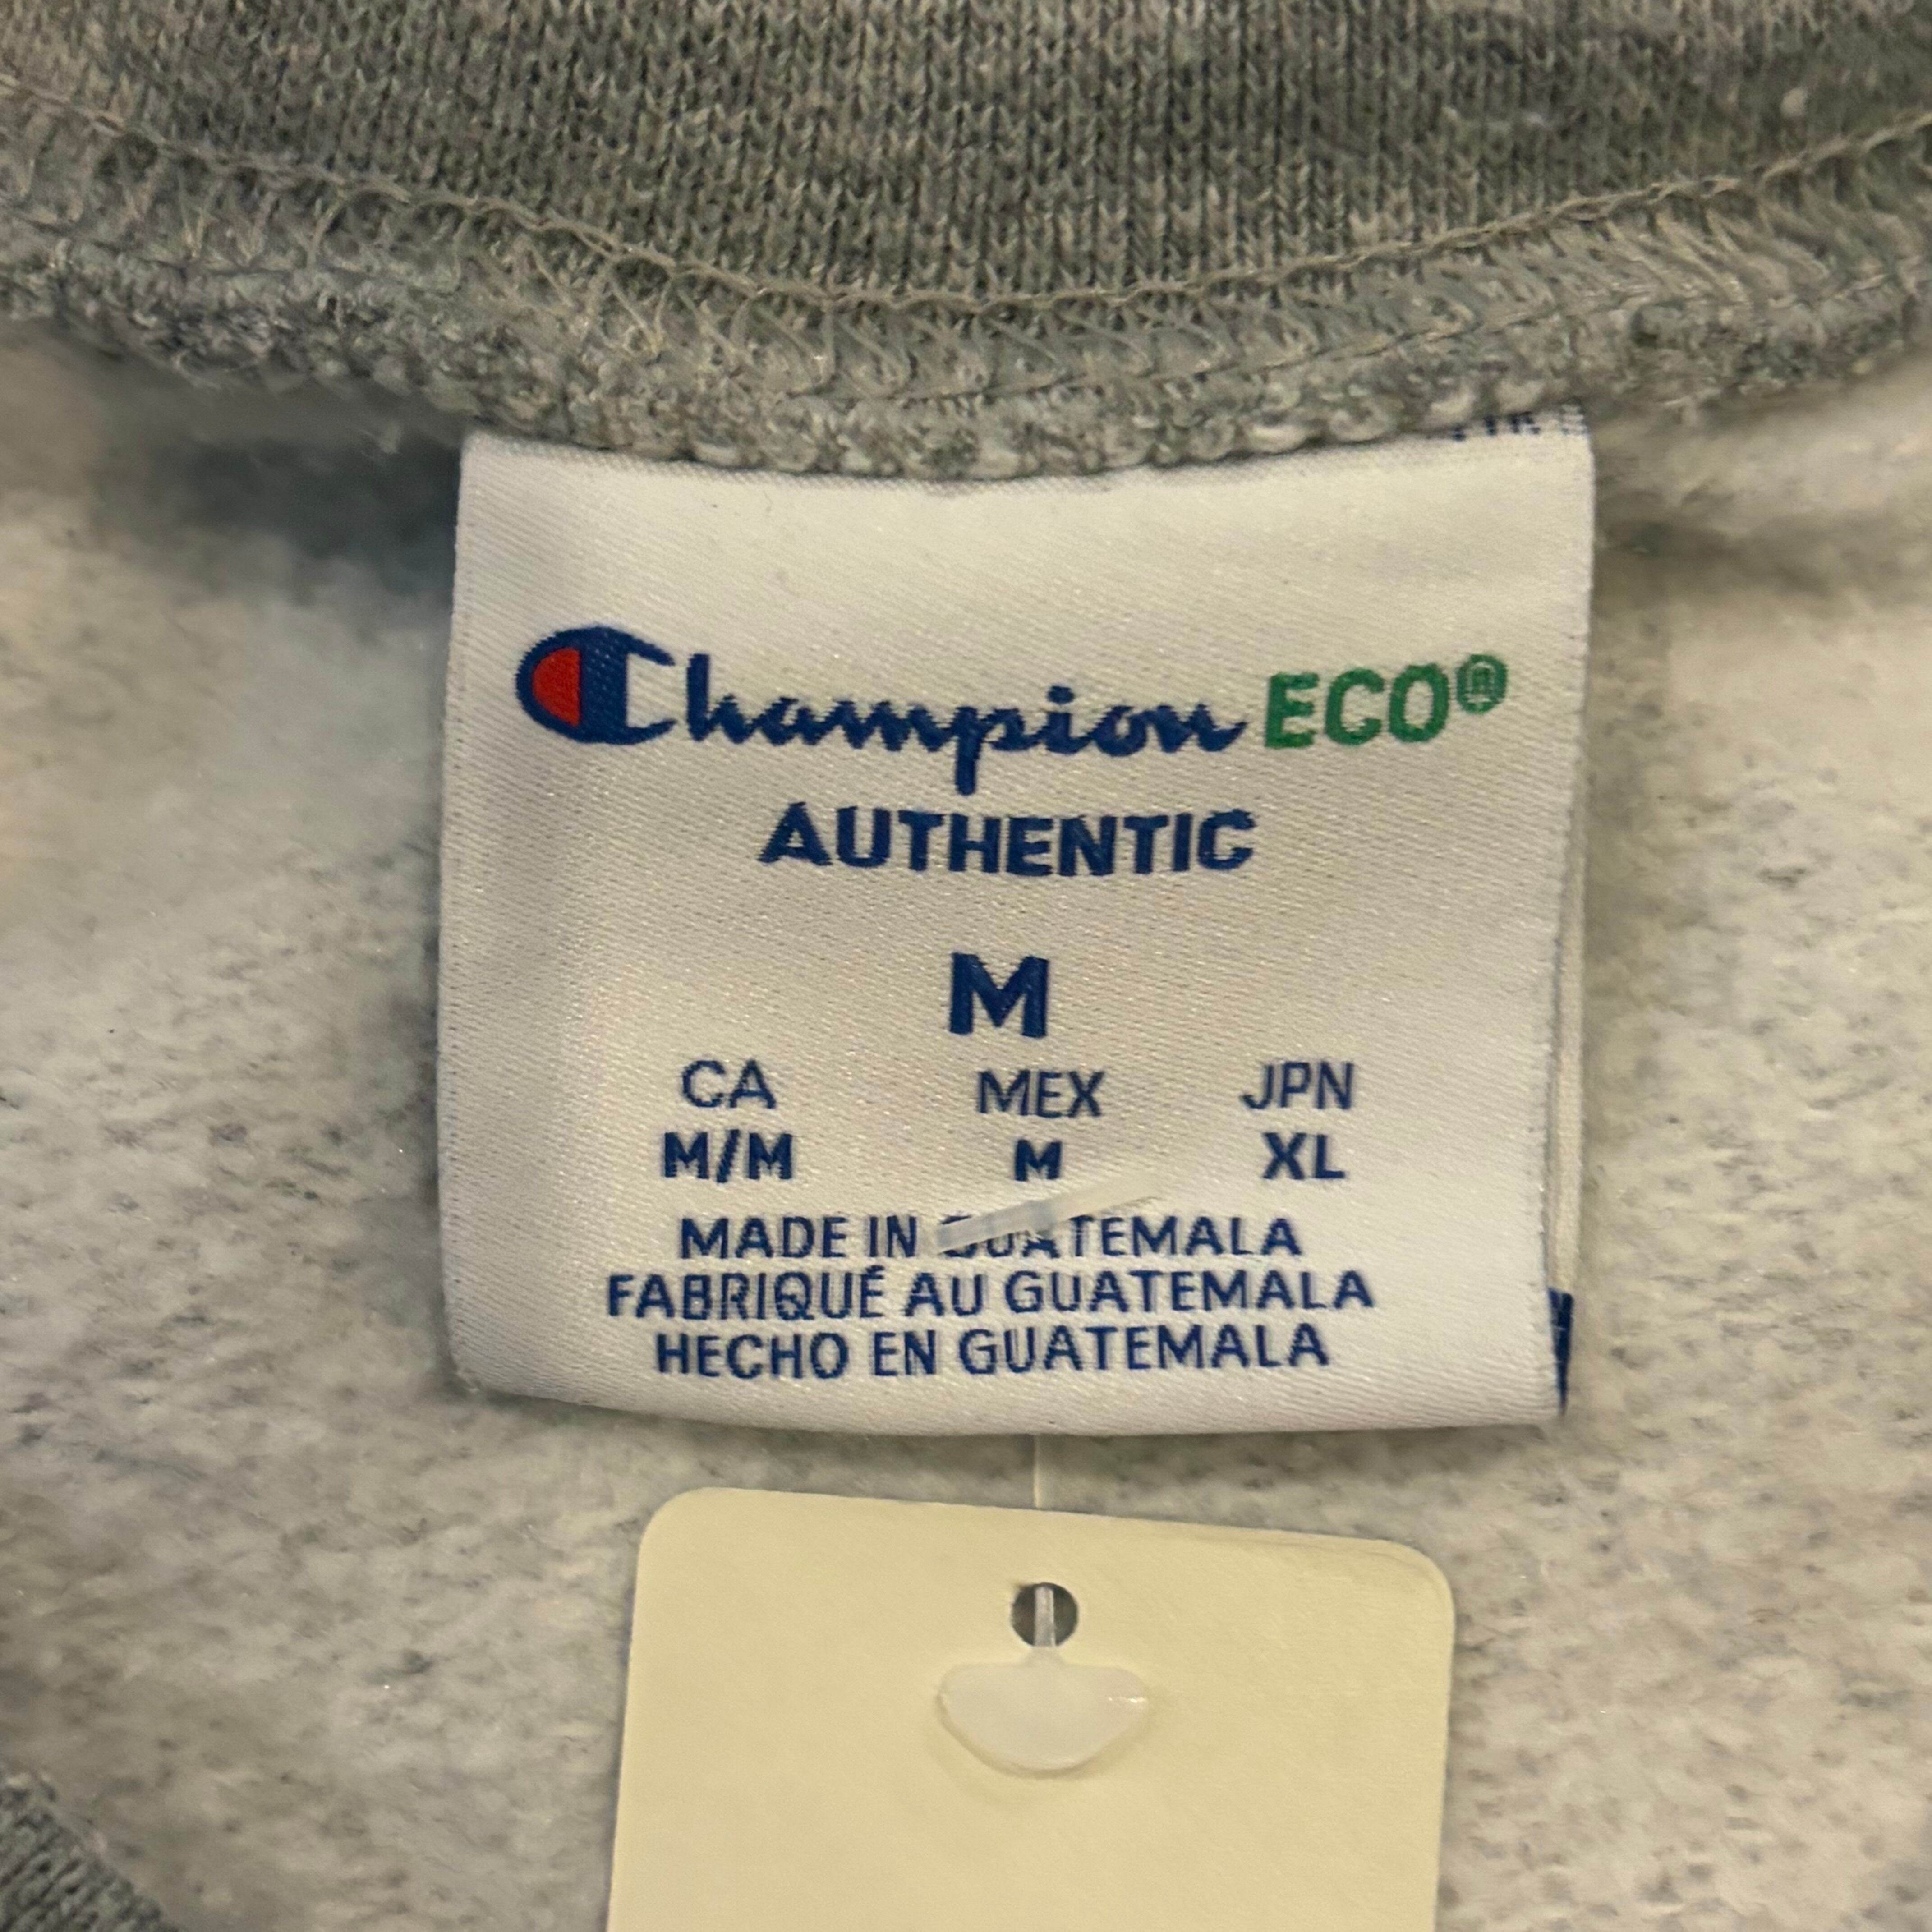 Champion ECO®
AUTHENTIC
M
CA MEX JPN
M/M M XL
MADE IN GUATEMALA
FABRIQUÉ AU GUATEMALA
HECHO EN GUATEMALA